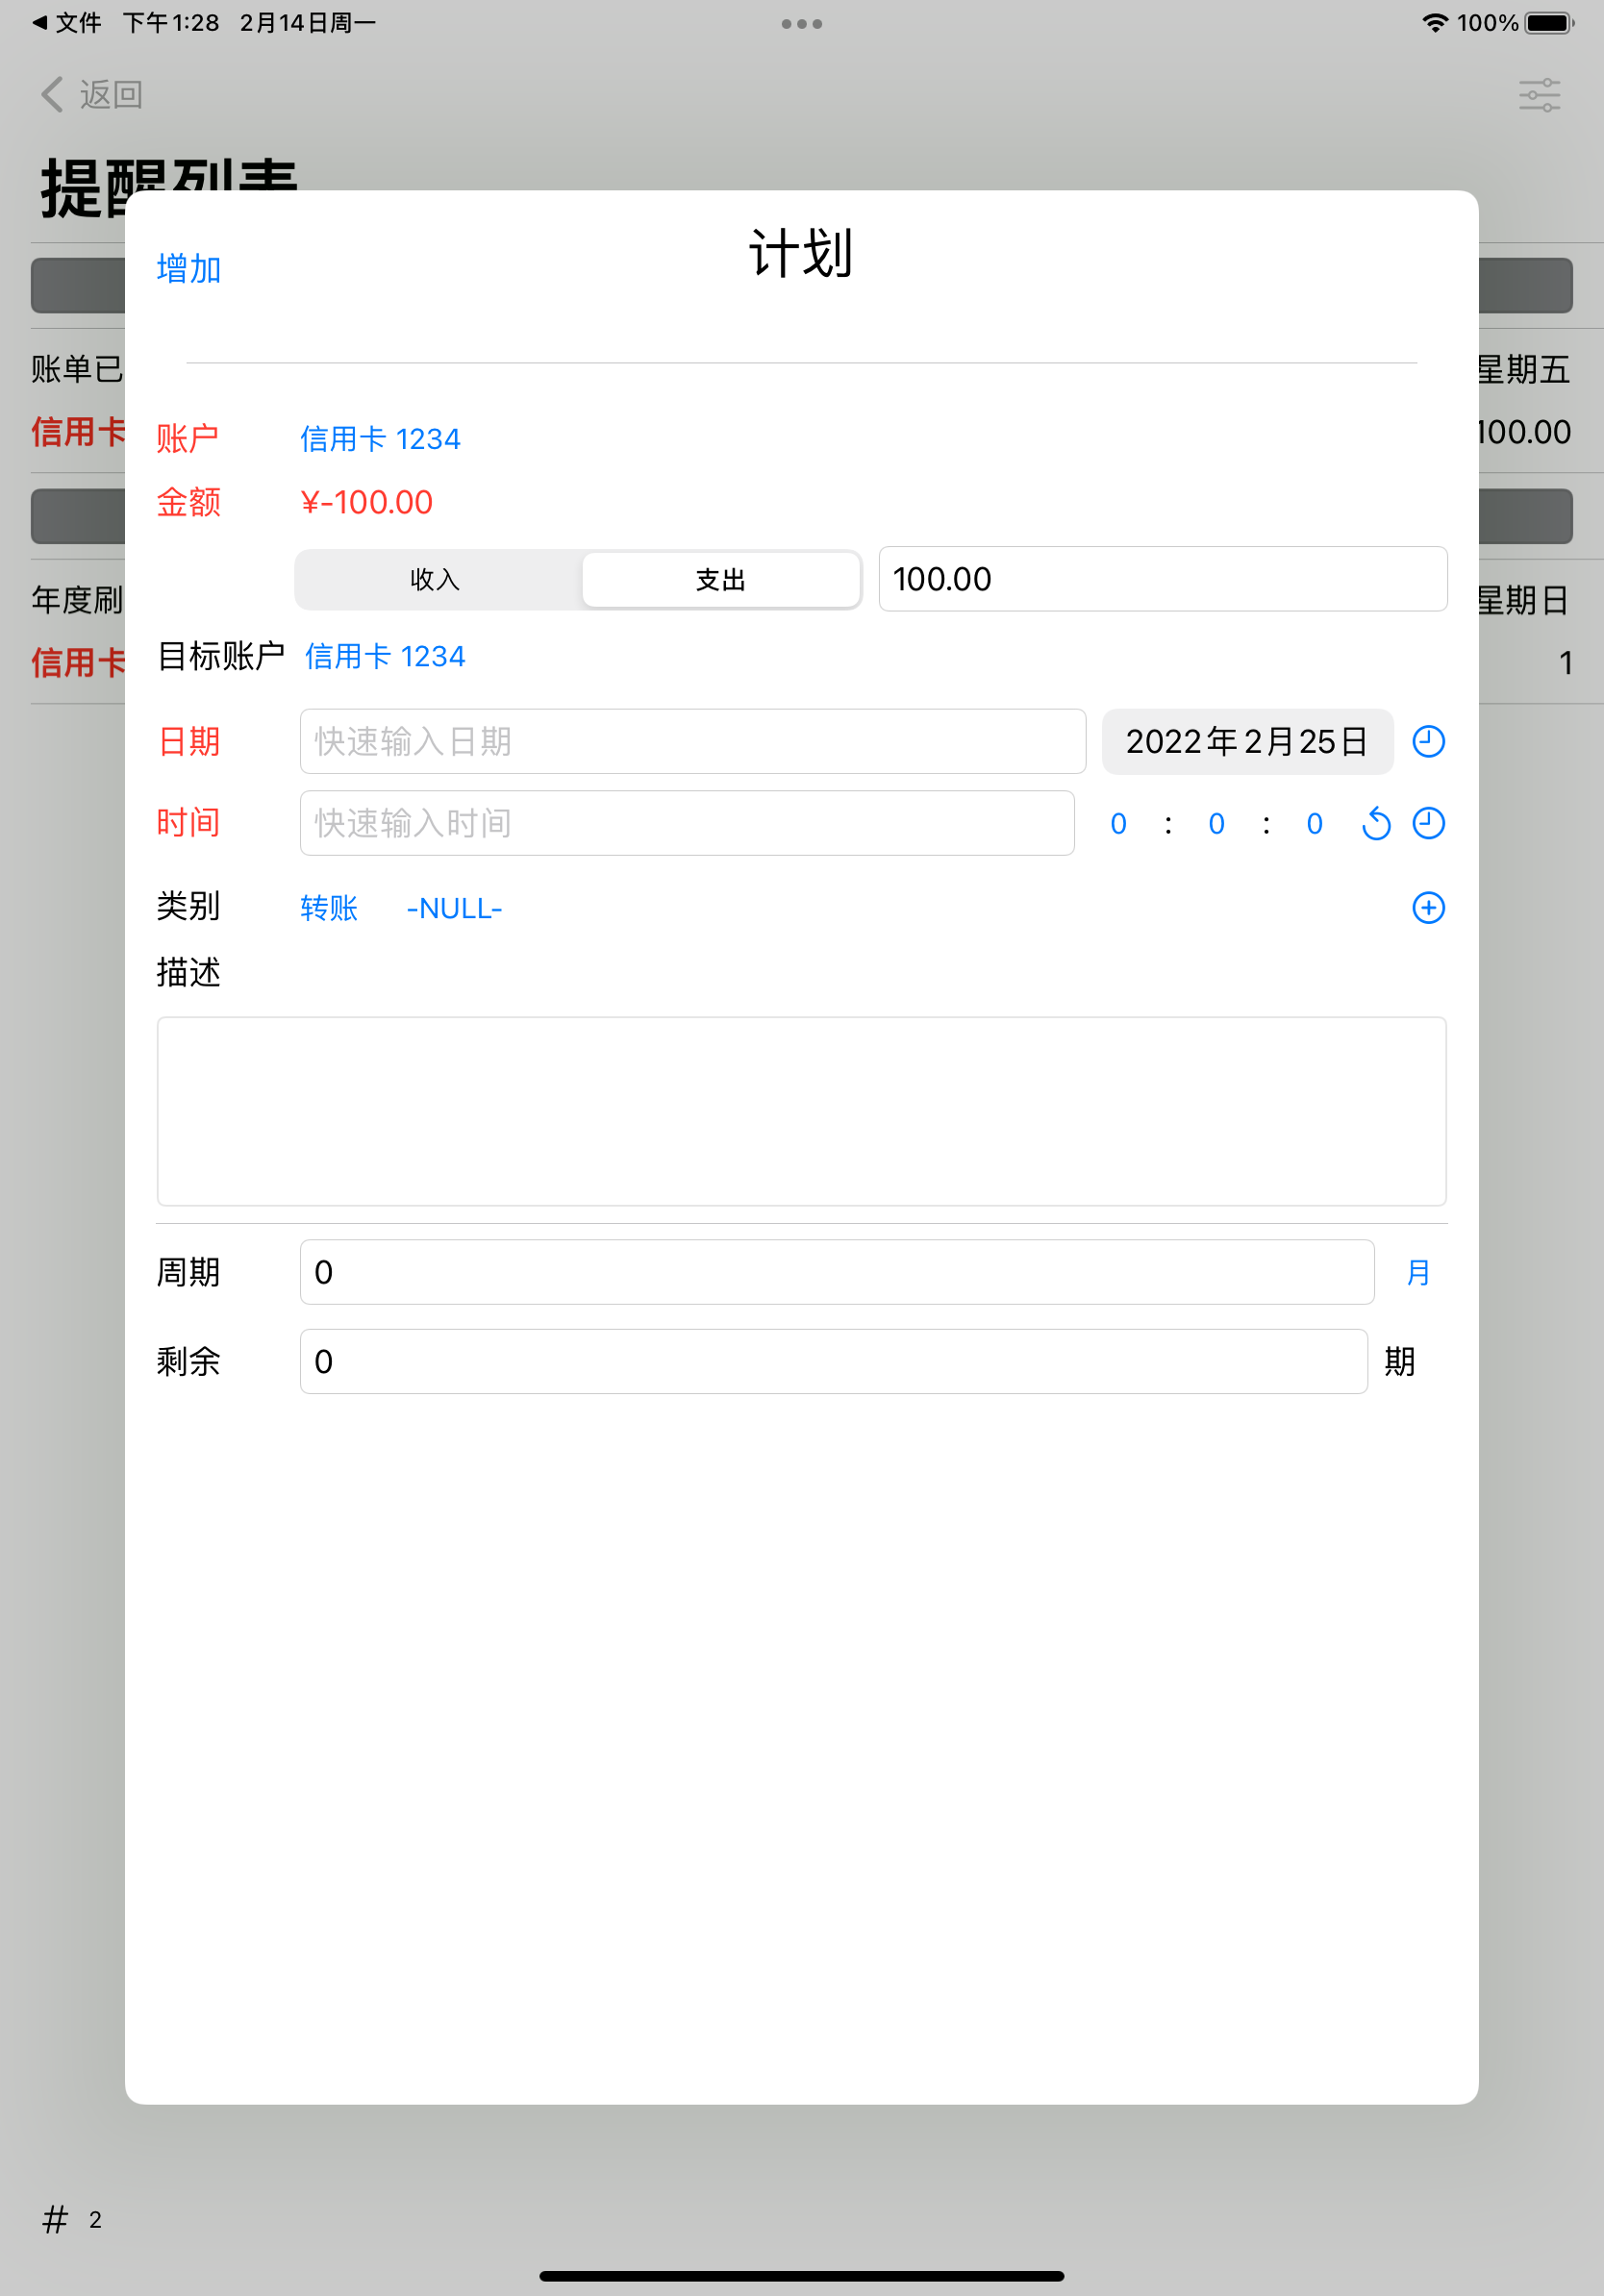 文件 下午1:28 2月14日周一 100%
返回
提醒列表
增加 计划
账单已 星期五
账户 信用卡 1234
信用卡 100.00
金额 ¥-100.00
收入 支出 100.00
年度刷 星期日
目标账户 信用卡 1234
信用卡 1
日期 快速输入日期 2022年2月25日
时间 快速输入时间 0 : 0 : 0
类别 转账 -NULL-
描述
周期 0 月
剩余 0 期
# 2